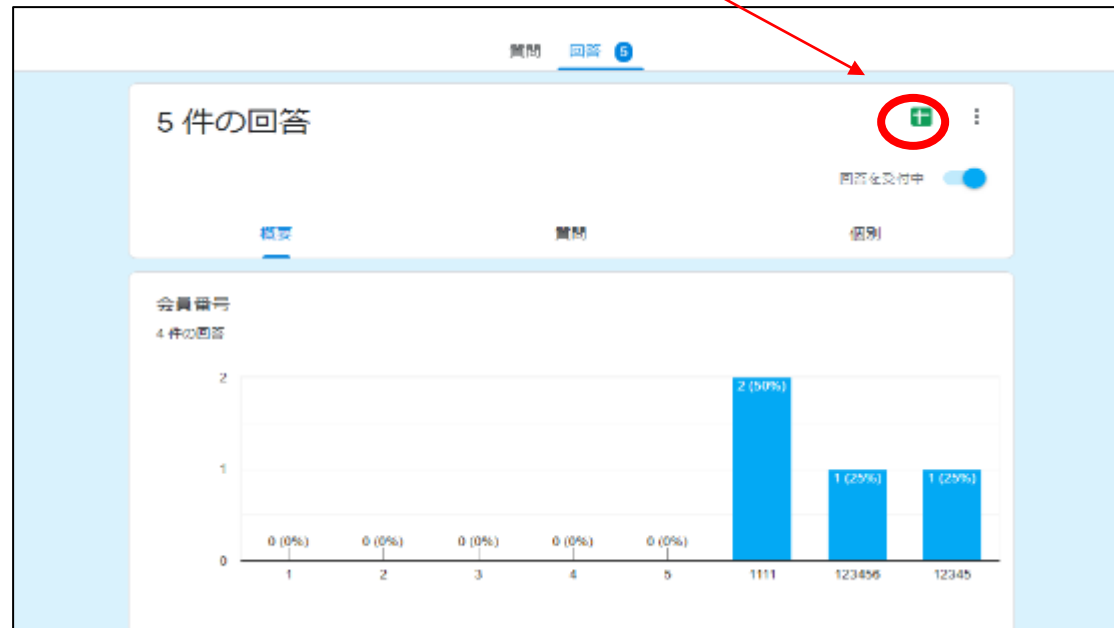 質問 回答 5
5 件の回答
回答を受付中
概要 質問 個別
会員番号
4 件の回答
2
1
0
2 (50%)
1 (25%) 1 (25%)
0 (0%) 0 (0%) 0 (0%) 0 (0%) 0 (0%)
1 2 3 4 5 1111 123456 12345